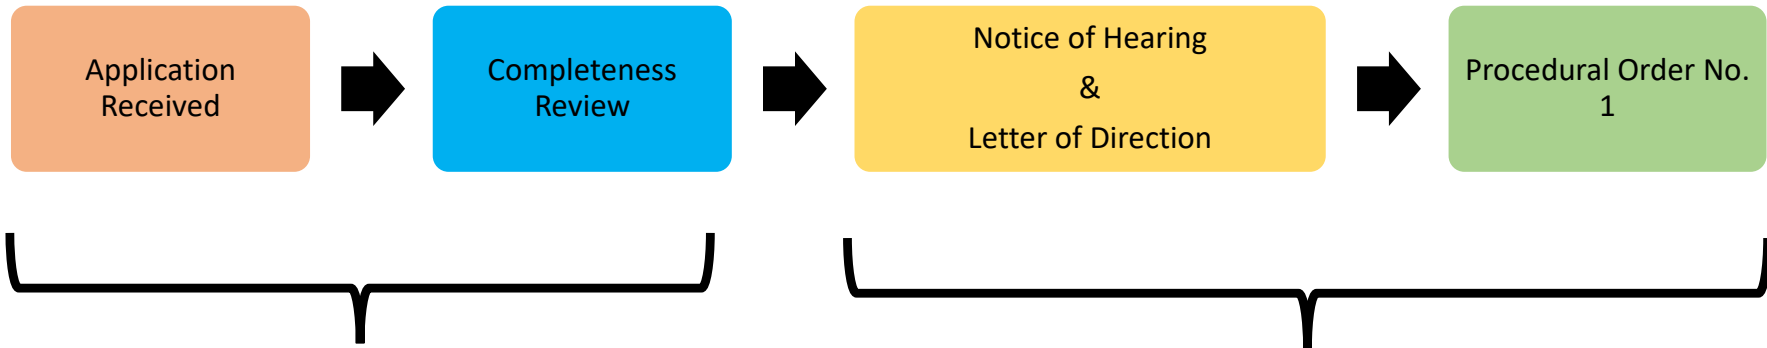 Application
Received
Completeness
Review
Notice of Hearing
&
Letter of Direction
Procedural Order No.
1